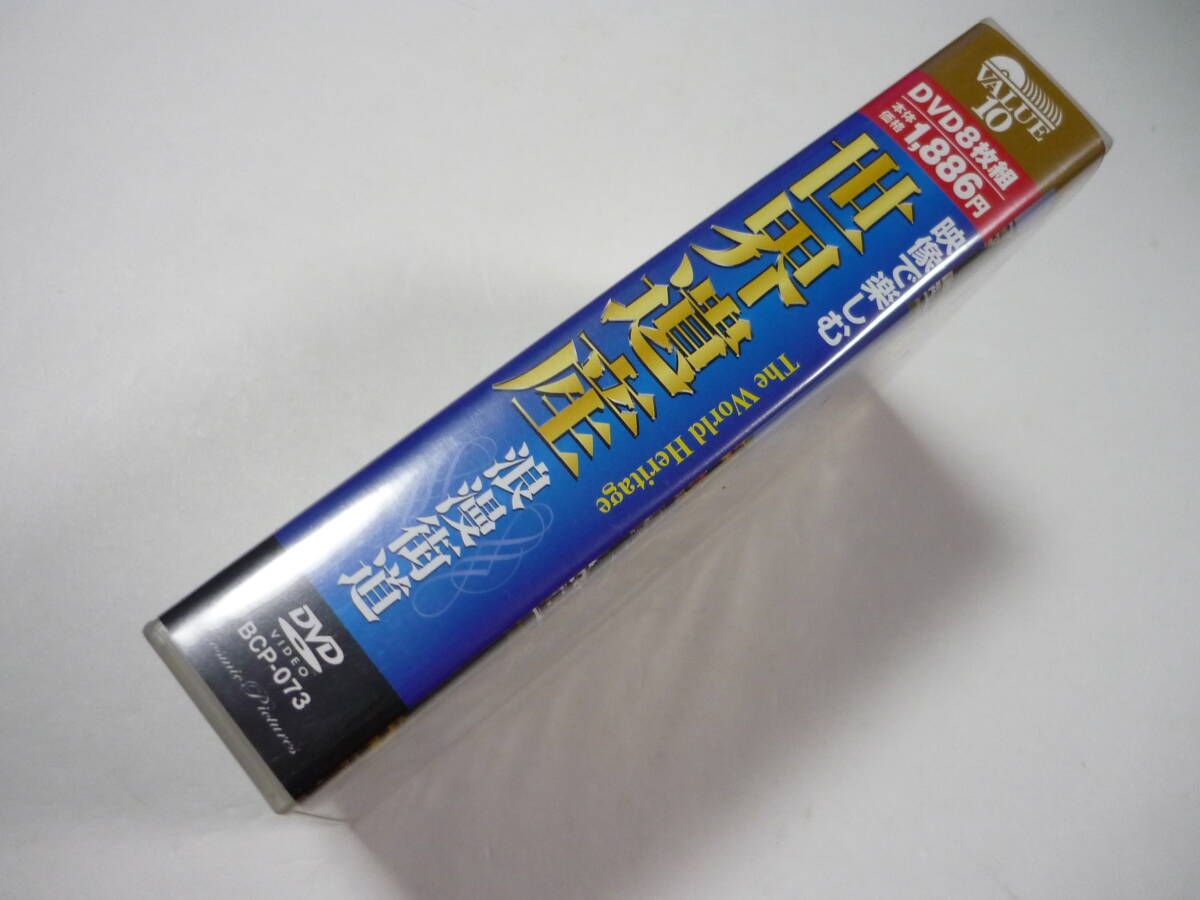 VALUE
10
DVD8枚組
本体
価格
1,886円
映像で楽しむ
世界遺産
The World Heritage
浪漫街道
DVD
VIDEO
BCP-073
Pictures